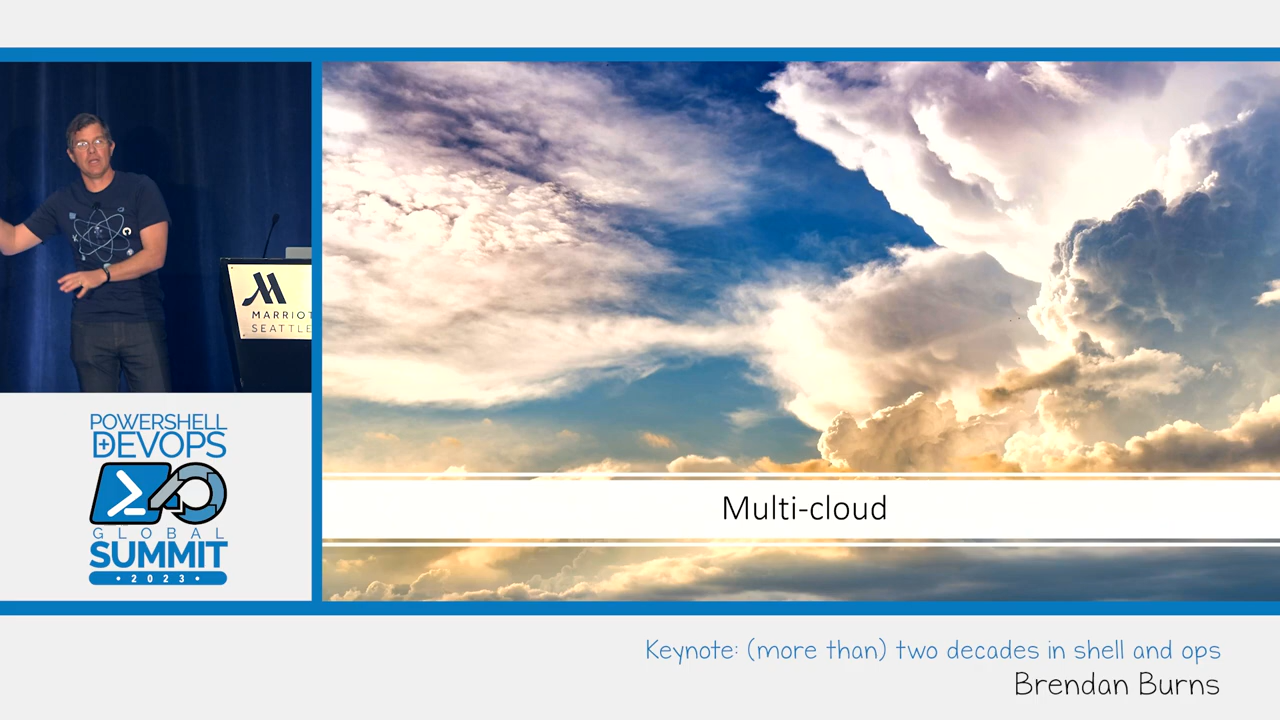 MARRIOT
SEATTLE
POWERSHELL
+DEVOPS
GLOBAL
SUMMIT
• 2023 •
Multi-cloud
Keynote: (more than) two decades in shell and ops
Brendan Burns